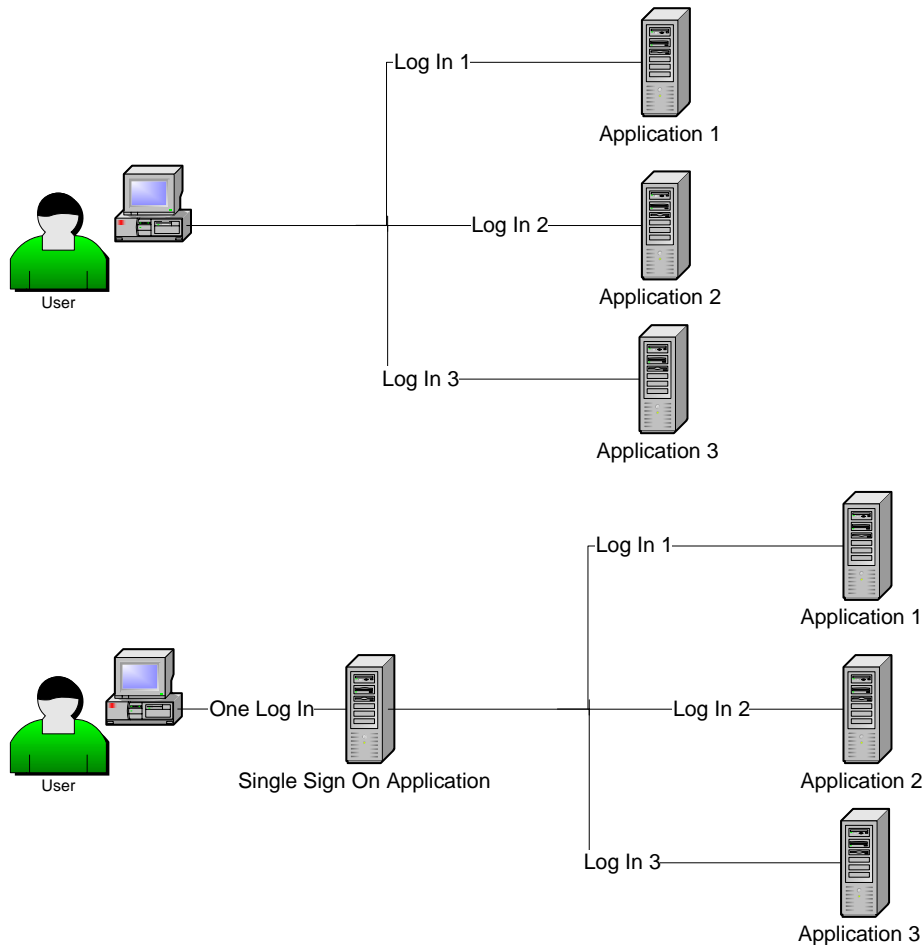 Log In 1
Application 1
Log In 2
User
Application 2
Log In 3
Application 3
Log In 1
Application 1
One Log In
Log In 2
User
Single Sign On Application
Application 2
Log In 3
Application 3